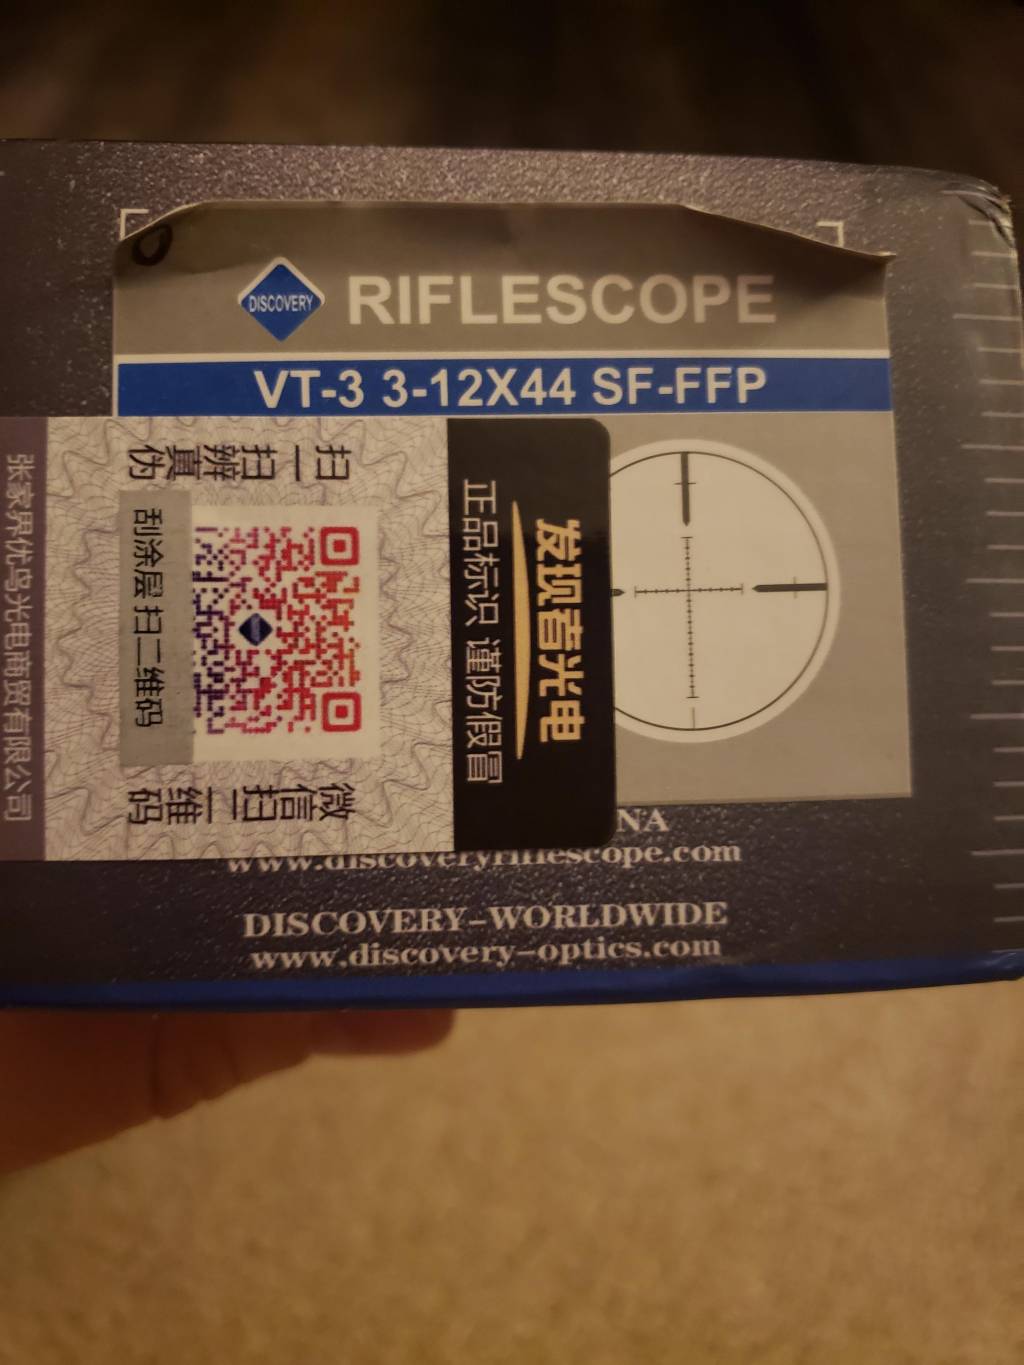 DISCOVERY
RIFLESCOPE
VT-3 3-12X44 SF-FFP
发现者光电
正品标识 谨防假冒
扫一扫辨真伪
刮涂层扫二维码
微信扫二维码
张家界优鸟光电商贸有限公司
NA
www.discoveryriflescope.com
DISCOVERY-WORLDWIDE
www.discovery-optics.com